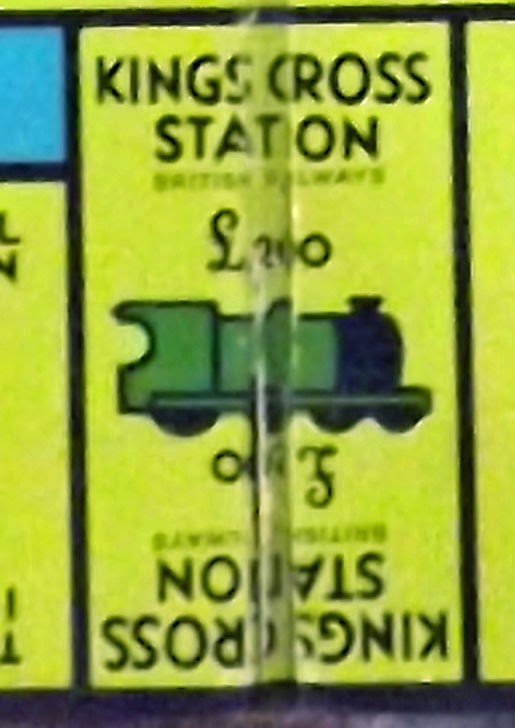 KINGS CROSS
STATION
BRITISH RAILWAYS
£200
£200
BRITISH RAILWAYS
STATION
KINGS CROSS